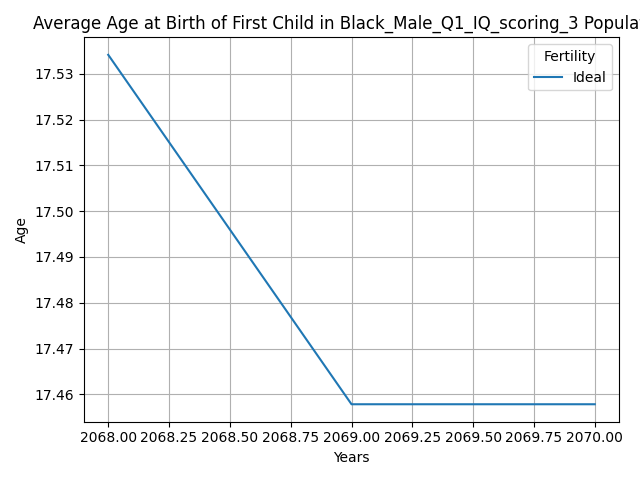 Average Age at Birth of First Child in Black_Male_Q1_IQ_scoring_3 Popula
Fertility
Ideal
17.53
17.52
17.51
17.50
17.49
17.48
17.47
17.46
Age
2068.00 2068.25 2068.50 2068.75 2069.00 2069.25 2069.50 2069.75 2070.00
Years